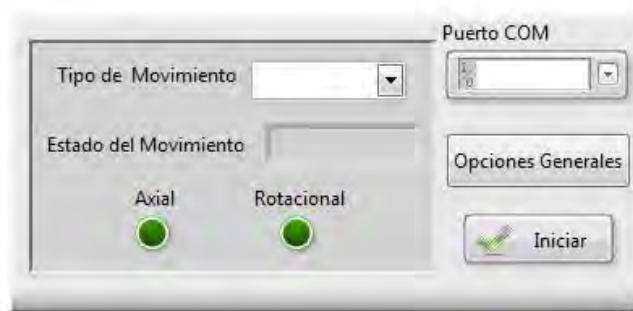 Puerto COM
Tipo de Movimiento
Estado del Movimiento
Opciones Generales
Axial Rotacional
Iniciar